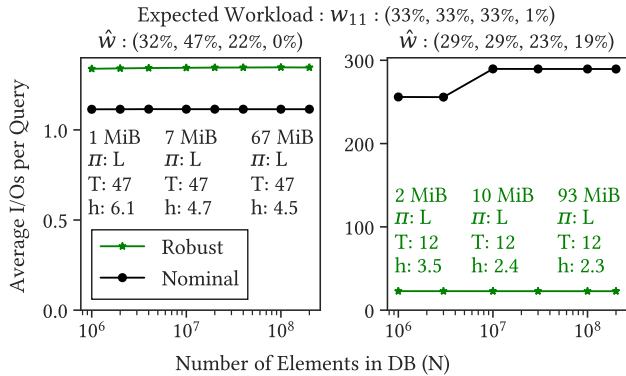 Expected Workload : w11 : (33%, 33%, 33%, 1%)
ŵ : (32%, 47%, 22%, 0%)
ŵ : (29%, 29%, 23%, 19%)
Average I/Os per Query
1.0
0.5
0.0
1 MiB 7 MiB 67 MiB
π: L π: L π: L
T: 47 T: 47 T: 47
h: 6.1 h: 4.7 h: 4.5
Robust
Nominal
10^6 10^7 10^8
300
200
100
0
2 MiB 10 MiB 93 MiB
π: L π: L π: L
T: 12 T: 12 T: 12
h: 3.5 h: 2.4 h: 2.3
10^6 10^7 10^8
Number of Elements in DB (N)